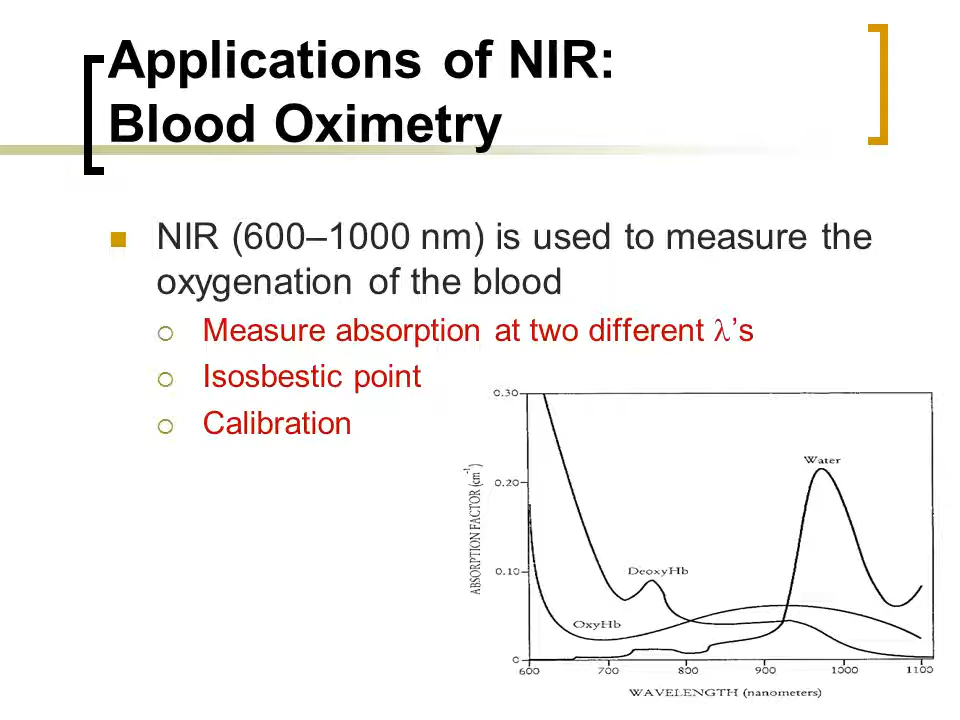 Applications of NIR:
Blood Oximetry
NIR (600–1000 nm) is used to measure the
oxygenation of the blood
Measure absorption at two different λ's
Isosbestic point
Calibration
0.30
Water
ABSORPTION FACTOR (cm⁻¹)
0.20
0.10
DeoxyHb
OxyHb
0
600 700 800 900 1000 1100
WAVELENGTH (nanometers)